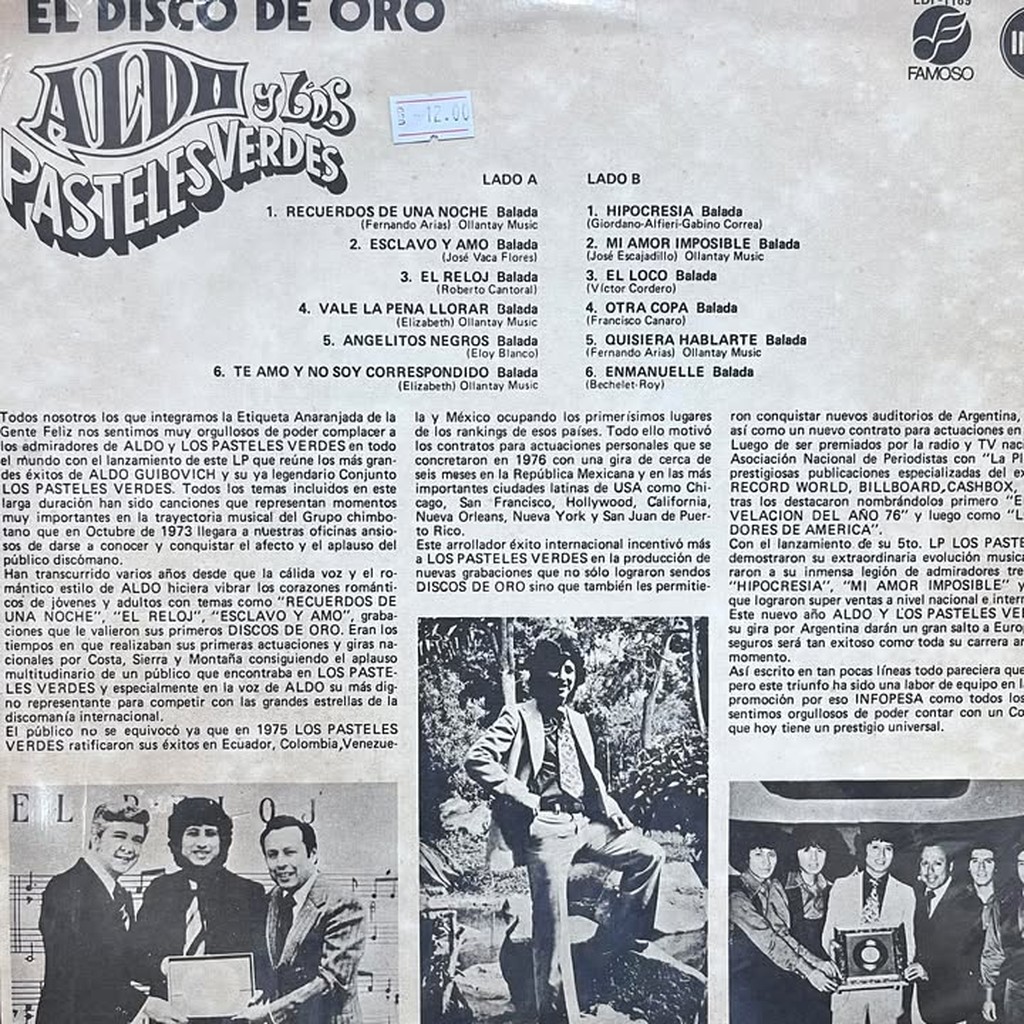 EL DISCO DE ORO
ALDO Y LOS
PASTELES VERDES
$ -12.00
FAMOSO
LADO A
1. RECUERDOS DE UNA NOCHE Balada
(Fernando Arias) Ollantay Music
2. ESCLAVO Y AMO Balada
(José Vaca Flores)
3. EL RELOJ Balada
(Roberto Cantoral)
4. VALE LA PENA LLORAR Balada
(Elizabeth) Ollantay Music
5. ANGELITOS NEGROS Balada
(Eloy Blanco)
6. TE AMO Y NO SOY CORRESPONDIDO Balada
(Elizabeth) Ollantay Music
LADO B
1. HIPOCRESIA Balada
(Giordano-Alfieri-Gabino Correa)
2. MI AMOR IMPOSIBLE Balada
(José Escajadillo) Ollantay Music
3. EL LOCO Balada
(Víctor Cordero)
4. OTRA COPA Balada
(Francisco Canaro)
5. QUISIERA HABLARTE Balada
(Fernando Arias) Ollantay Music
6. ENMANUELLE Balada
(Bechelet-Roy)
Todos nosotros los que integramos la Etiqueta Anaranjada de la
Gente Feliz nos sentimos muy orgullosos de poder complacer a
los admiradores de ALDO y LOS PASTELES VERDES en todo
el mundo con el lanzamiento de este LP que reúne los más gran-
des éxitos de ALDO GUIBOVICH y su ya legendario Conjunto
LOS PASTELES VERDES. Todos los temas incluidos en este
larga duración han sido canciones que representan momentos
muy importantes en la trayectoria musical del Grupo chimbo-
tano que en Octubre de 1973 llegara a nuestras oficinas ansio-
sos de darse a conocer y conquistar el afecto y el aplauso del
público discómano.
Han transcurrido varios años desde que la cálida voz y el ro-
mántico estilo de ALDO hiciera vibrar los corazones románti-
cos de jóvenes y adultos con temas como "RECUERDOS DE
UNA NOCHE", "EL RELOJ", "ESCLAVO Y AMO", graba-
ciones que le valieron sus primeros DISCOS DE ORO. Eran los
tiempos en que realizaban sus primeras actuaciones y giras na-
cionales por Costa, Sierra y Montaña consiguiendo el aplauso
multitudinario de un público que encontraba en LOS PASTE-
LES VERDES y especialmente en la voz de ALDO su más dig-
no representante para competir con las grandes estrellas de la
discomanía internacional.
El público no se equivocó ya que en 1975 LOS PASTELES
VERDES ratificaron sus éxitos en Ecuador, Colombia,Venezue-
la y México ocupando los primerísimos lugares
de los rankings de esos países. Todo ello motivó
los contratos para actuaciones personales que se
concretaron en 1976 con una gira de cerca de
seis meses en la República Mexicana y en las más
importantes ciudades latinas de USA como Chi-
cago, San Francisco, Hollywood, California,
Nueva Orleans, Nueva York y San Juan de Puer-
to Rico.
Este arrollador éxito internacional incentivó más
a LOS PASTELES VERDES en la producción de
nuevas grabaciones que no sólo lograron sendos
DISCOS DE ORO sino que también les permitie-
ron conquistar nuevos auditorios de Argentina,
así como un nuevo contrato para actuaciones en
Luego de ser premiados por la radio y TV
Asociación Nacional de Periodistas con "La
prestigiosas publicaciones especializadas del
RECORD WORLD, BILLBOARD,CASHBOX,
tras los destacaron nombrándolos primero
VELACION DEL AÑO 76" y luego como
DORES DE AMERICA".
Con el lanzamiento de su 5to. LP LOS
demostraron su extraordinaria evolución
raron a su inmensa legión de admiradores
"HIPOCRESIA", "MI AMOR IMPOSIBLE" y
que lograron super ventas a nivel nacional e
Este nuevo año ALDO Y LOS PASTELES
su gira por Argentina darán un gran salto a
seguros será tan exitoso como toda su carrera
momento.
Así escrito en tan pocas líneas todo pareciera
pero este triunfo ha sido una labor de equipo en
promoción por eso INFOPESA como todos
sentimos orgullosos de poder contar con un
que hoy tiene un prestigio universal.
EL RELOJ